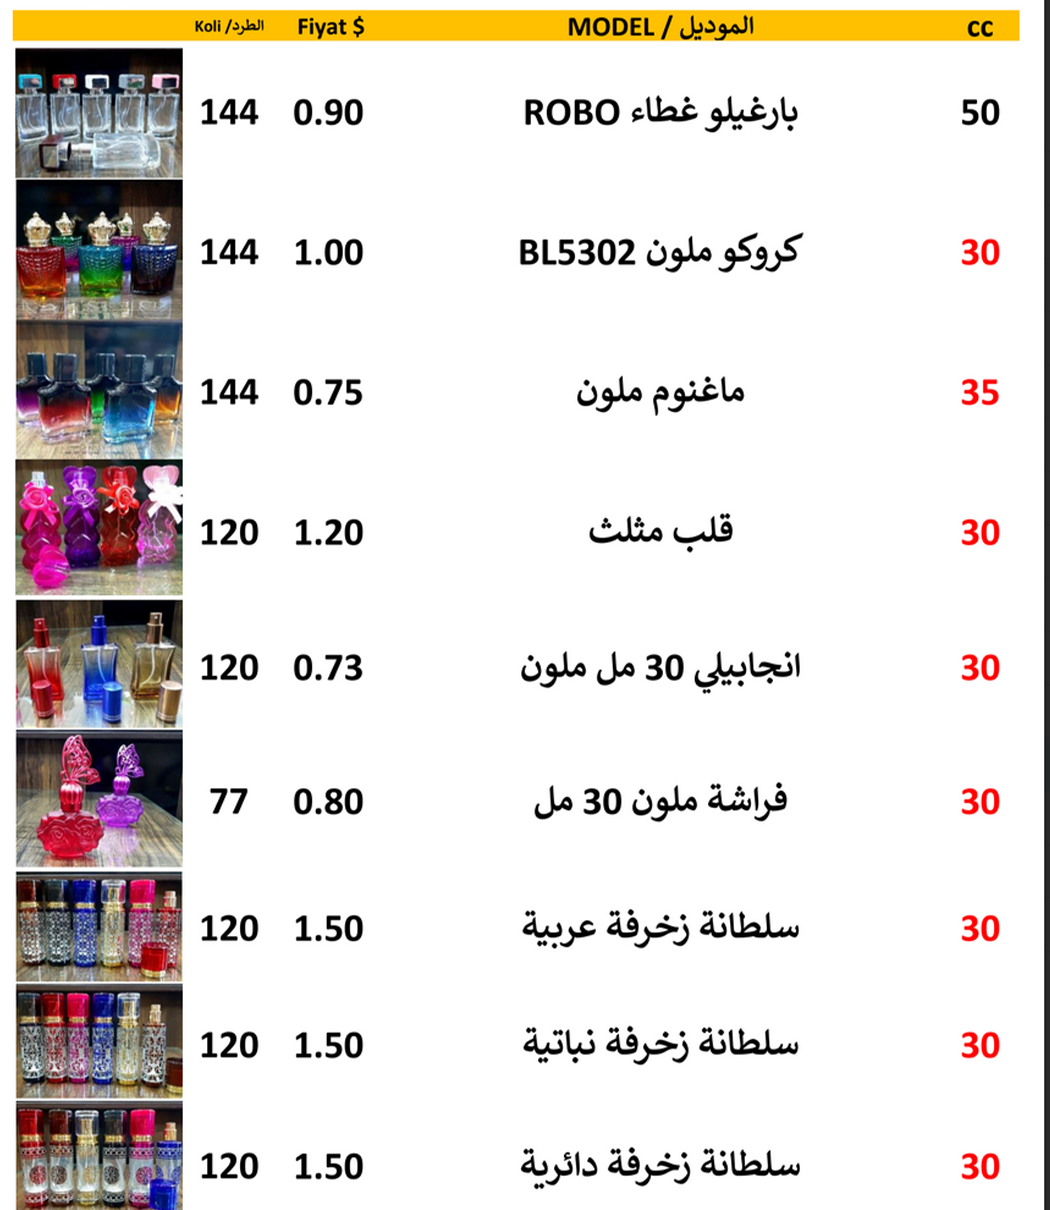 cc الموديل / MODEL Fiyat $ الطرد/ Koli
50 بارغيلو غطاء ROBO 0.90 144
30 كروكو ملون BL5302 1.00 144
35 ماغنوم ملون 0.75 144
30 قلب مثلث 1.20 120
30 انجابيلي 30 مل ملون 0.73 120
30 فراشة ملون 30 مل 0.80 77
30 سلطانة زخرفة عربية 1.50 120
30 سلطانة زخرفة نباتية 1.50 120
30 سلطانة زخرفة دائرية 1.50 120